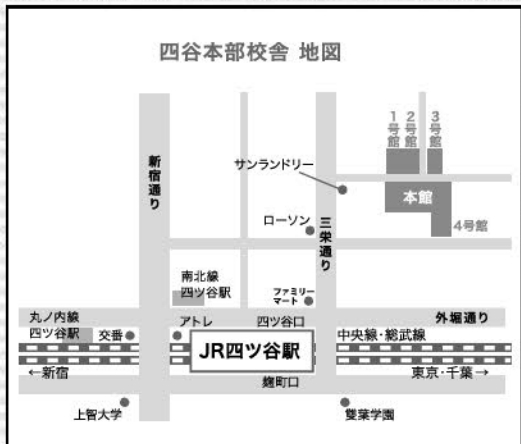 四谷本部校舎 地図
1号館
2号館
3号館
新宿通り
サンランドリー
本館
ローソン
三栄通り
4号館
南北線
四ツ谷駅
ファミリー
マート
丸ノ内線
四ツ谷駅
交番
アトレ
四ツ谷口
外堀通り
JR四ツ谷駅
中央線・総武線
←新宿
東京・千葉→
麹町口
上智大学
雙葉学園